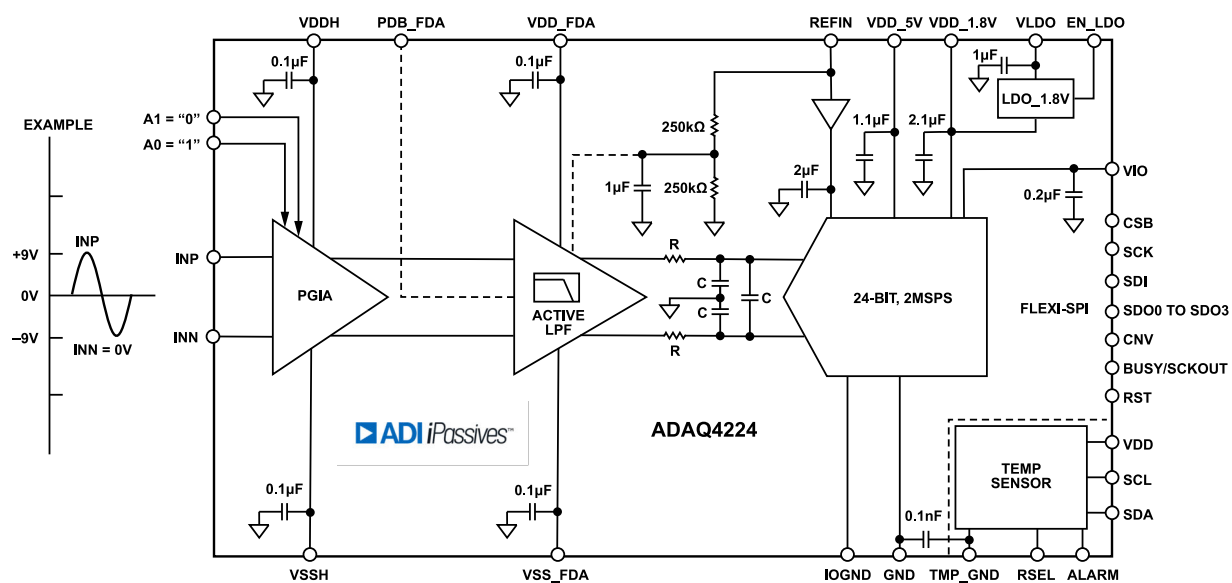 VDDH PDB_FDA VDD_FDA REFIN VDD_5V VDD_1.8V VLDO EN_LDO
0.1µF 0.1µF 1µF
LDO_1.8V
EXAMPLE
A1 = “0”
A0 = “1”
250kΩ
1.1µF 2.1µF
1µF 250kΩ 2µF
VIO
0.2µF
CSB
INP
+9V
0V
–9V
INN = 0V
INP
INN
PGIA
ACTIVE
LPF
R
C
C
C
R
24-BIT, 2MSPS
FLEXI-SPI
SCK
SDI
SDO0 TO SDO3
CNV
BUSY/SCKOUT
RST
ADI iPassives™
ADAQ4224
TEMP
SENSOR
VDD
SCL
SDA
0.1µF 0.1µF 0.1nF
VSSH VSS_FDA IOGND GND TMP_GND RSEL ALARM